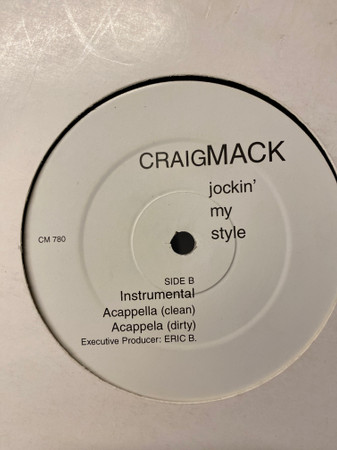 CRAIGMACK
jockin'
my
style
CM 780
SIDE B
Instrumental
Acappella (clean)
Acappela (dirty)
Executive Producer: ERIC B.